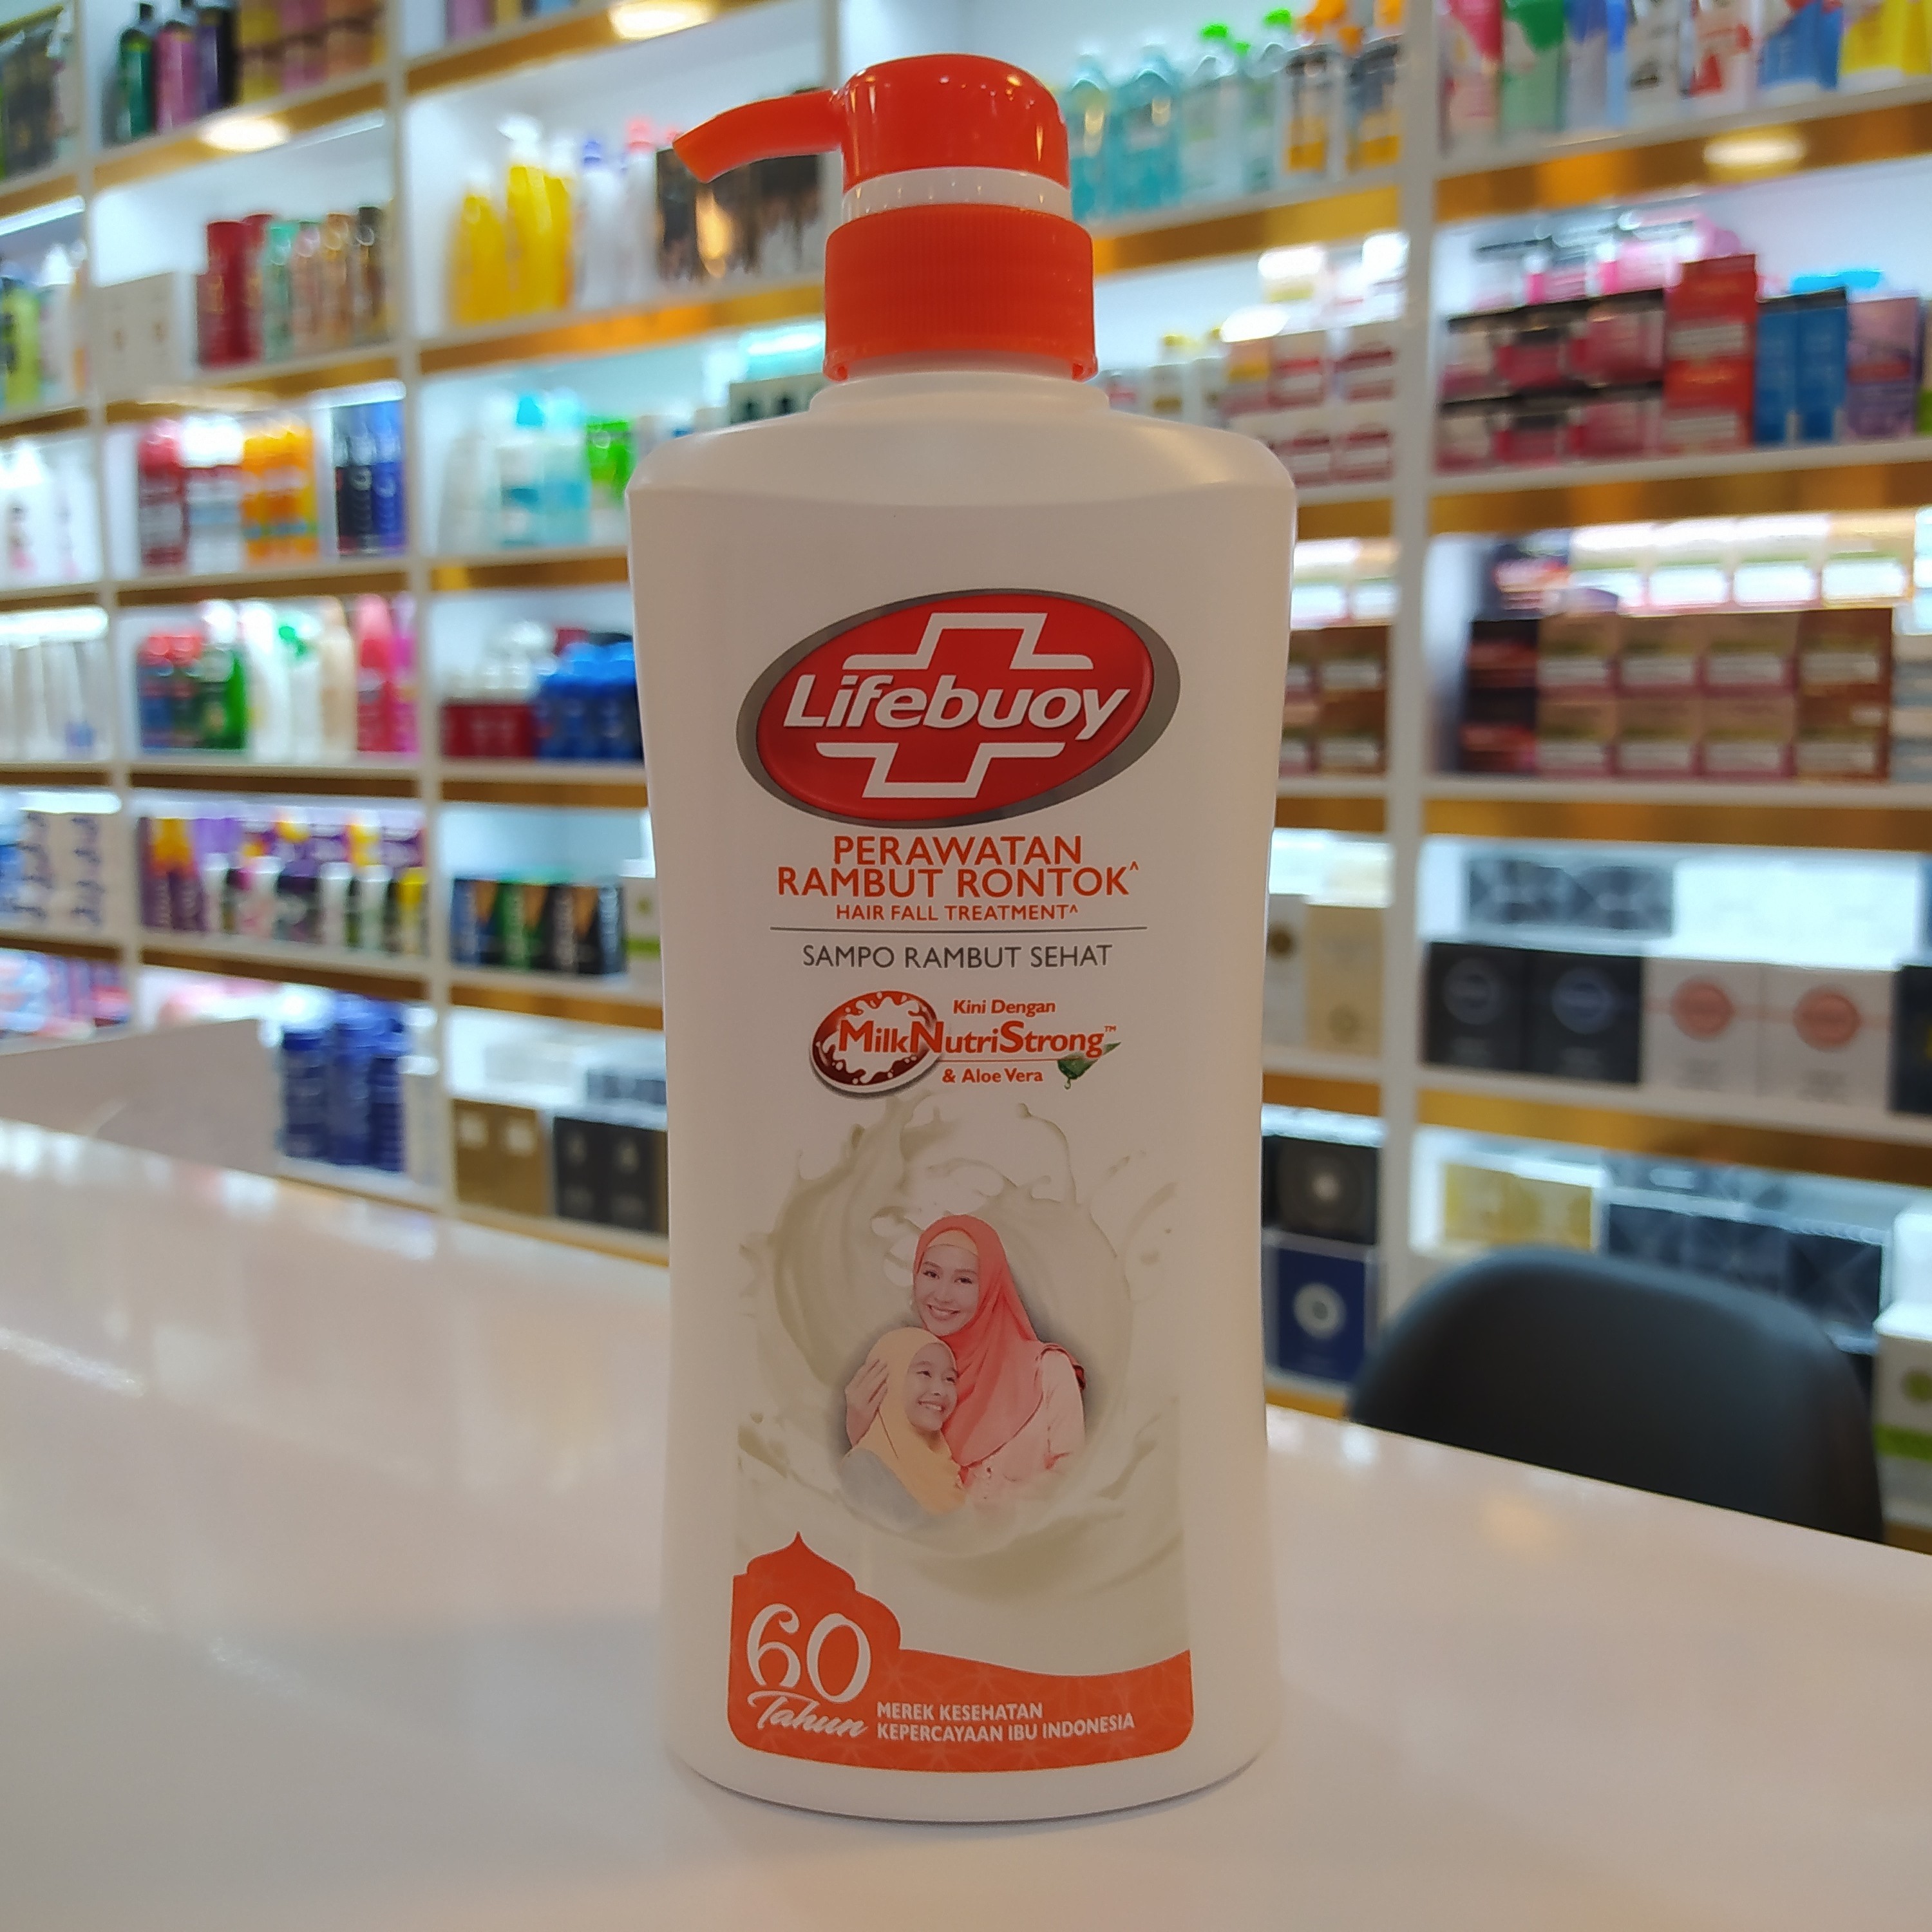 Lifebuoy
PERAWATAN
RAMBUT RONTOK^
HAIR FALL TREATMENT^
SAMPO RAMBUT SEHAT
Kini Dengan
MilkNutriStrong™
& Aloe Vera
60
Tahun
MEREK KESEHATAN
KEPERCAYAAN IBU INDONESIA